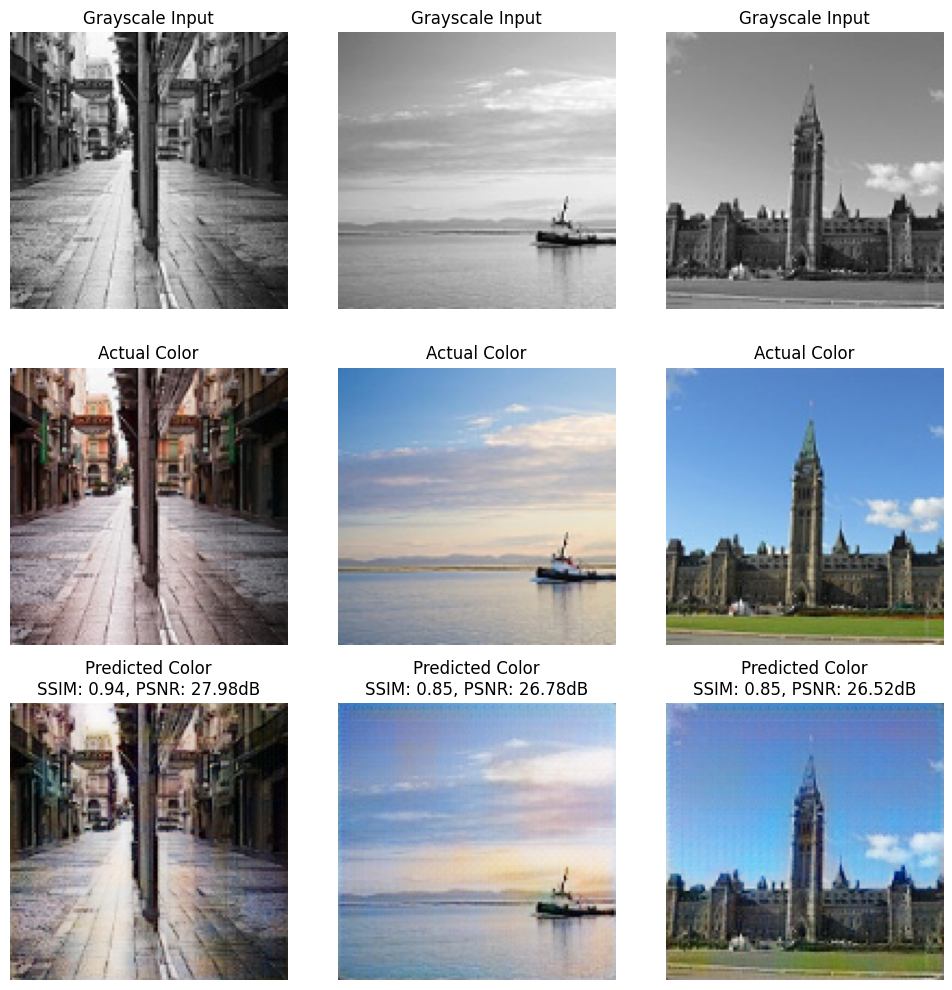 Grayscale Input
Grayscale Input
Grayscale Input
Actual Color
Actual Color
Actual Color
Predicted Color
SSIM: 0.94, PSNR: 27.98dB
Predicted Color
SSIM: 0.85, PSNR: 26.78dB
Predicted Color
SSIM: 0.85, PSNR: 26.52dB